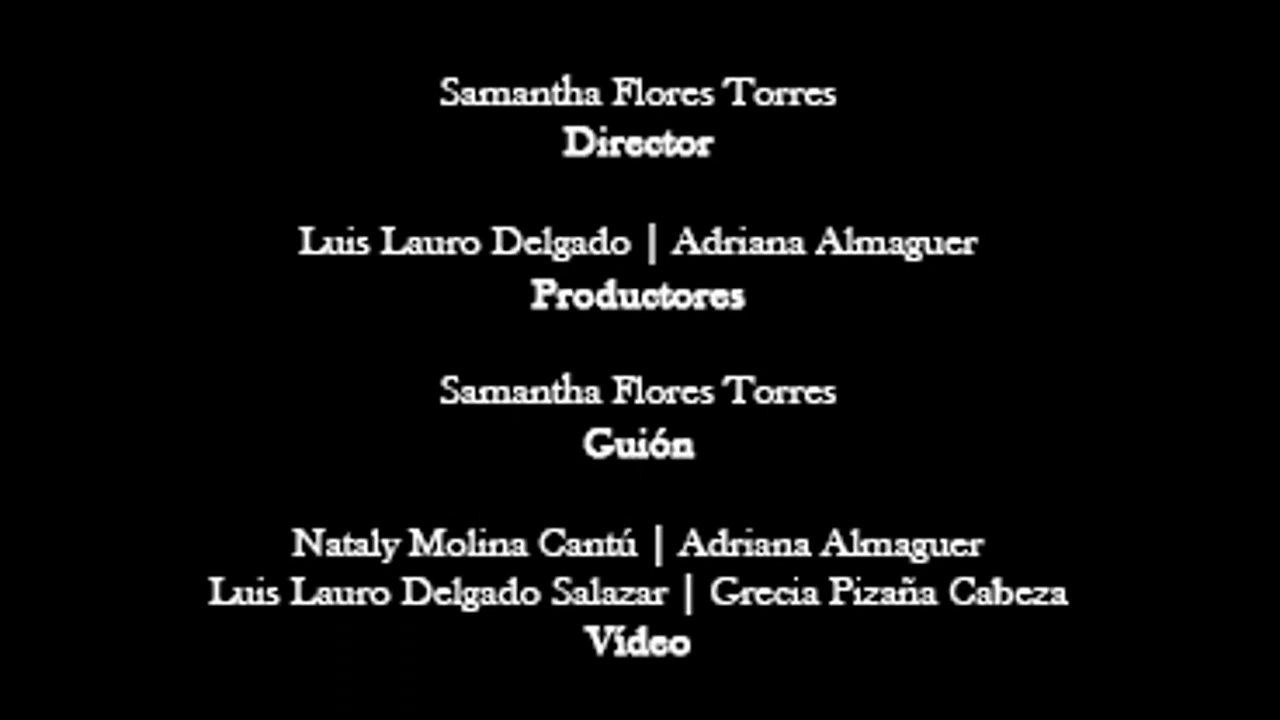 Samantha Flores Torres
Director
Luis Lauro Delgado | Adriana Almaguer
Productores
Samantha Flores Torres
Guión
Nataly Molina Cantú | Adriana Almaguer
Luis Lauro Delgado Salazar | Grecia Pizaña Cabeza
Vídeo